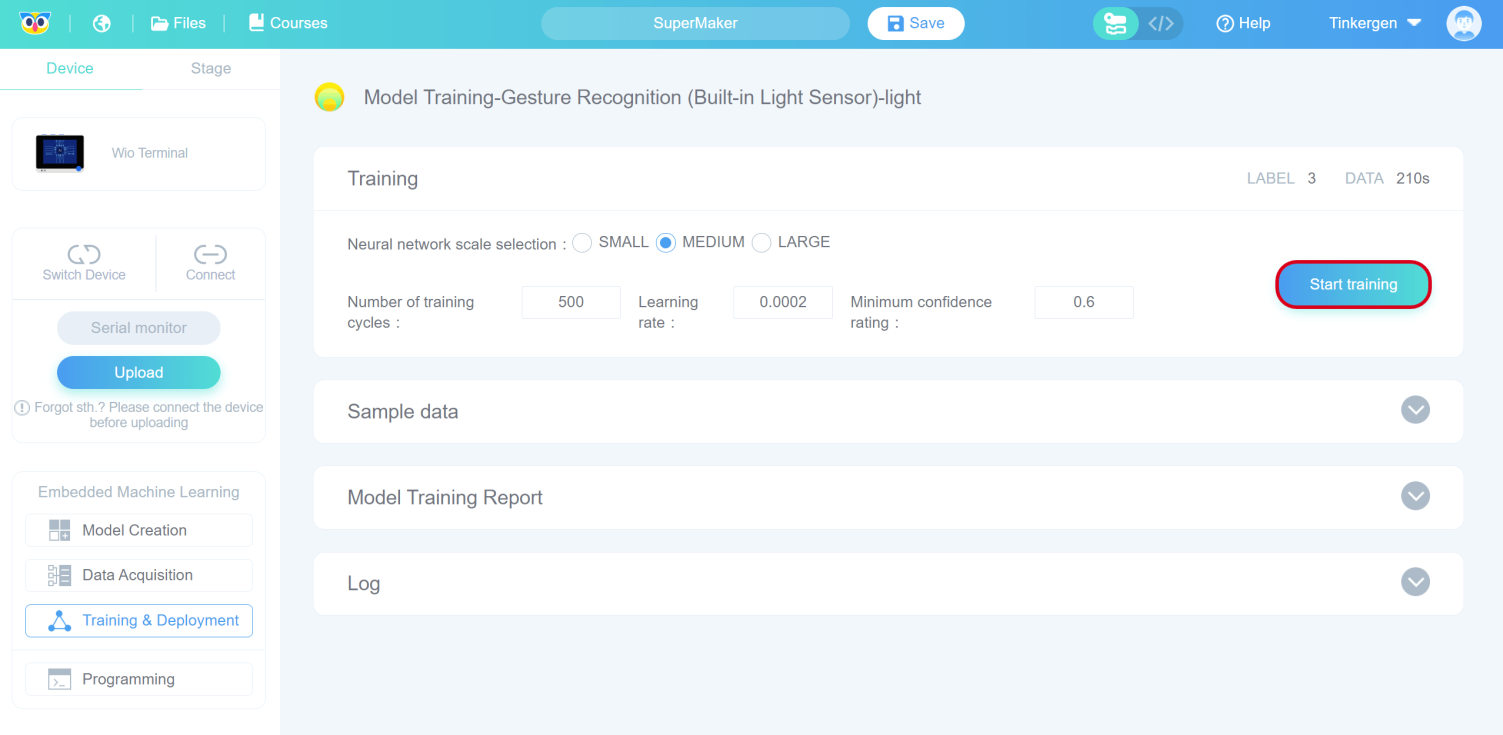 Files
Courses
SuperMaker
Save
</>
Help
Tinkergen
Device
Stage
Wio Terminal
Switch Device
Connect
Serial monitor
Upload
Forgot sth.? Please connect the device
before uploading
Embedded Machine Learning
Model Creation
Data Acquisition
Training & Deployment
Programming
Model Training-Gesture Recognition (Built-in Light Sensor)-light
Training
LABEL 3 DATA 210s
Neural network scale selection : SMALL MEDIUM LARGE
Number of training
cycles :
500
Learning
rate :
0.0002
Minimum confidence
rating :
0.6
Start training
Sample data
Model Training Report
Log